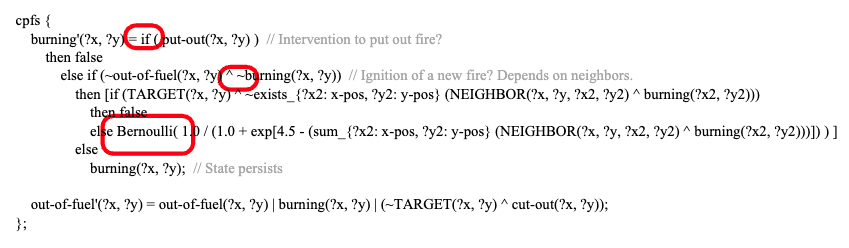 cpfs {
burning'(?x, ?y) = if ( put-out(?x, ?y) ) // Intervention to put out fire?
then false
else if (~out-of-fuel(?x, ?y) ^ ~burning(?x, ?y)) // Ignition of a new fire? Depends on neighbors.
then [if (TARGET(?x, ?y) ^ ~exists_{?x2: x-pos, ?y2: y-pos} (NEIGHBOR(?x, ?y, ?x2, ?y2) ^ burning(?x2, ?y2)))
then false
else Bernoulli( 1.0 / (1.0 + exp[4.5 - (sum_{?x2: x-pos, ?y2: y-pos} (NEIGHBOR(?x, ?y, ?x2, ?y2) ^ burning(?x2, ?y2)))]) ) ]
else
burning(?x, ?y); // State persists
out-of-fuel'(?x, ?y) = out-of-fuel(?x, ?y) | burning(?x, ?y) | (~TARGET(?x, ?y) ^ cut-out(?x, ?y));
};